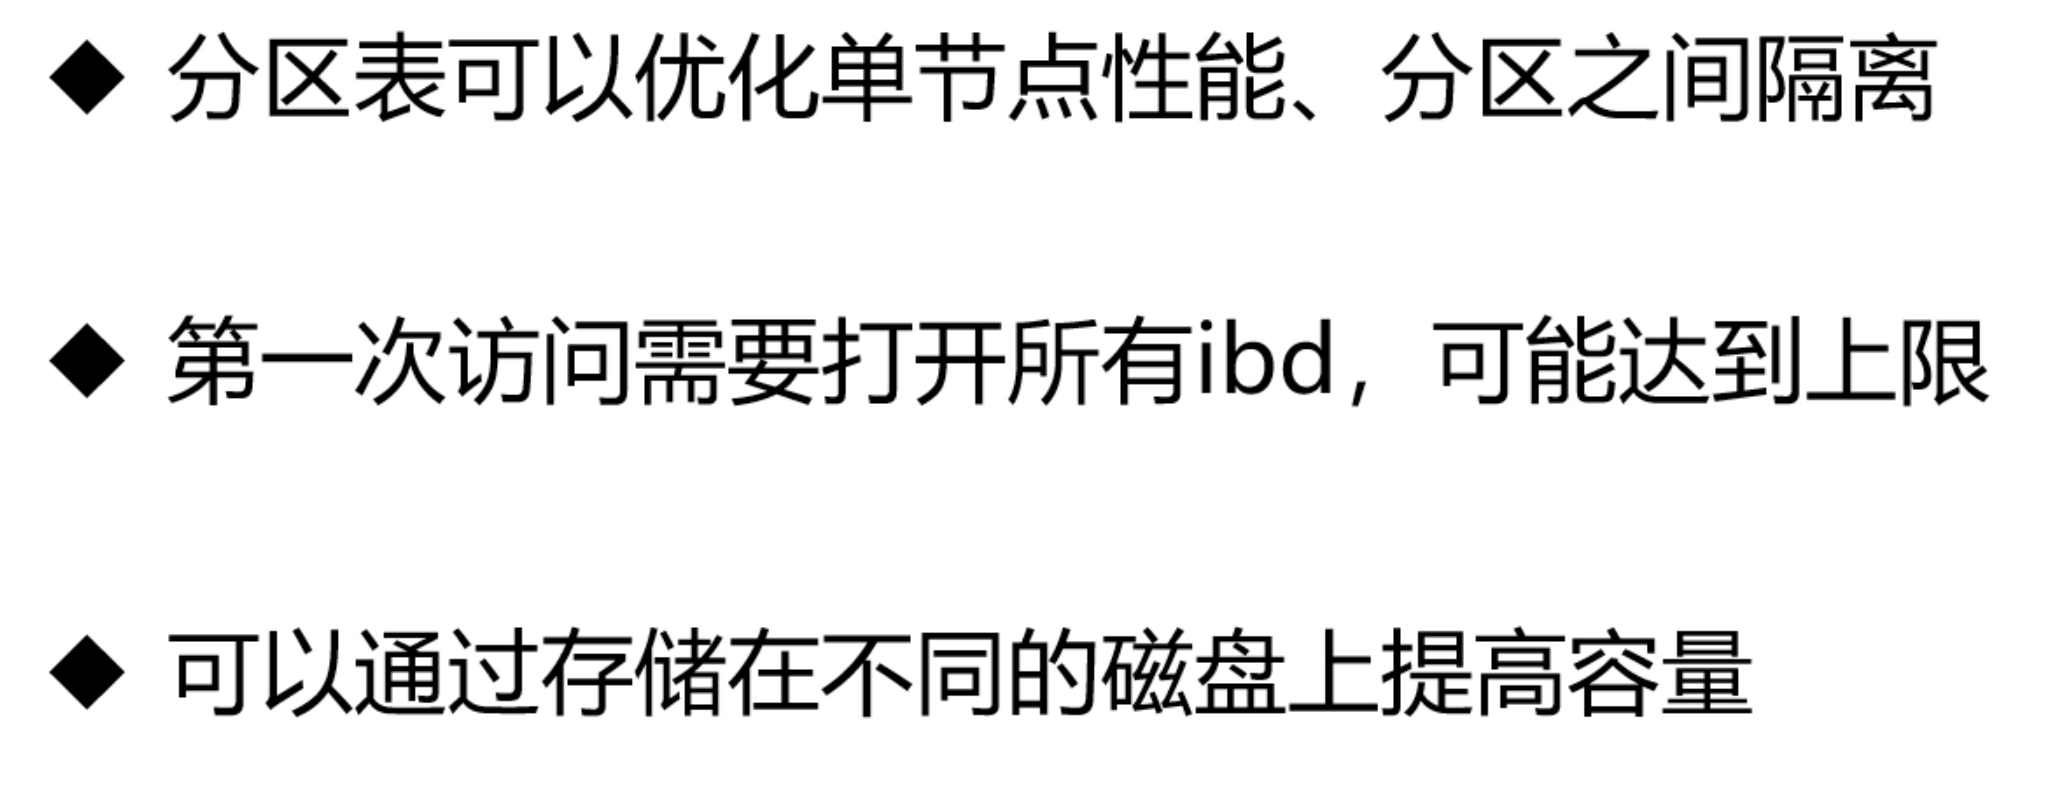 ◆ 分区表可以优化单节点性能、分区之间隔离
◆ 第一次访问需要打开所有ibd，可能达到上限
◆ 可以通过存储在不同的磁盘上提高容量